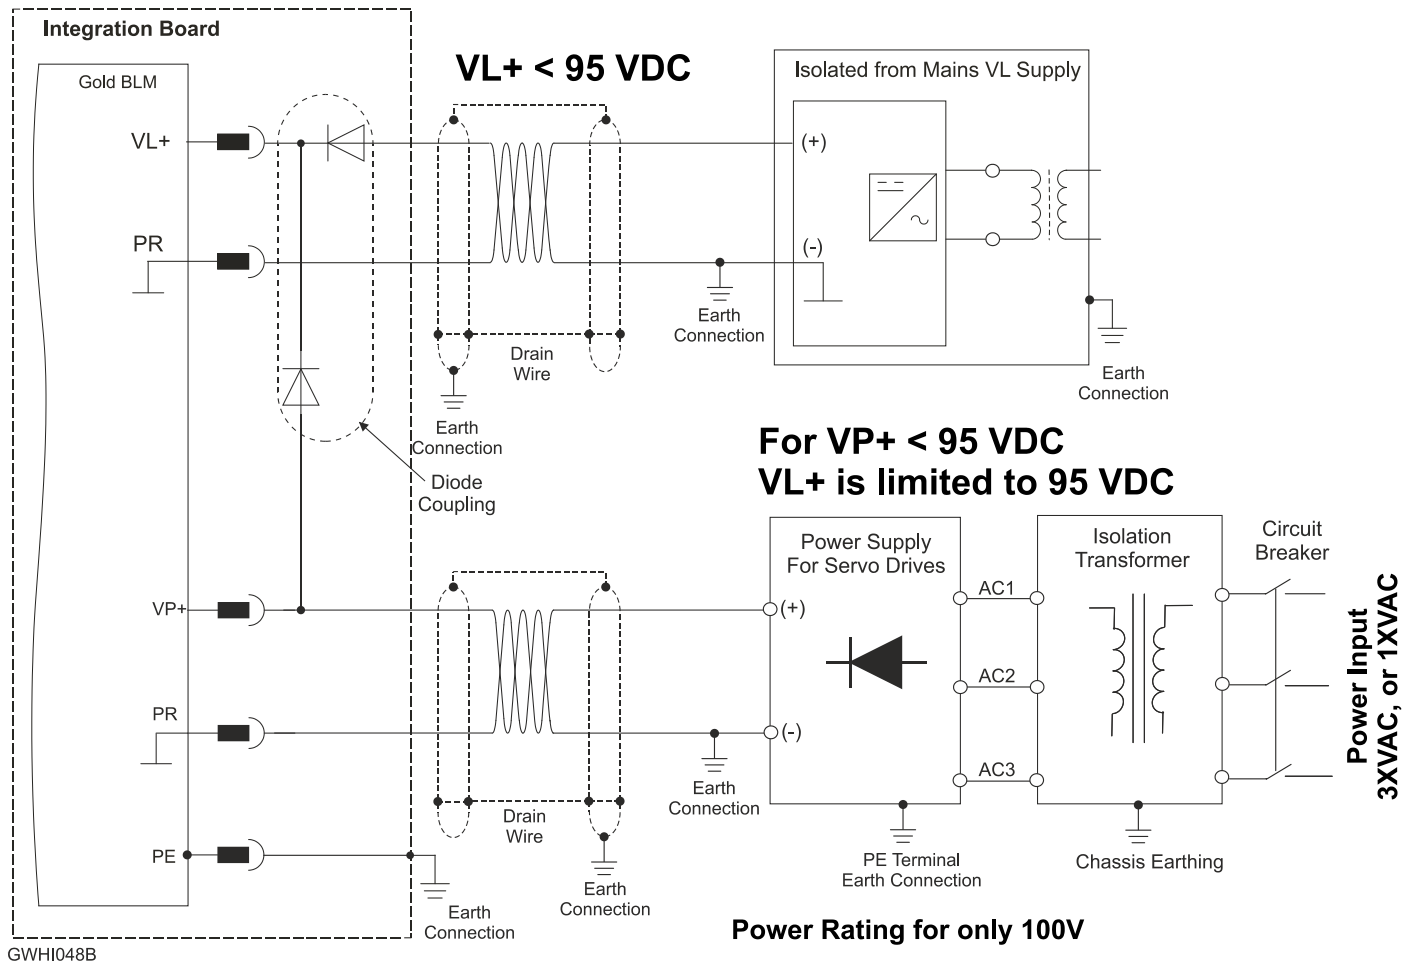 Integration Board
Gold BLM
VL+
PR
VL+ < 95 VDC
Isolated from Mains VL Supply
(+)
(-)
Earth
Connection
Drain
Wire
Earth
Connection
Earth
Connection
Diode
Coupling
For VP+ < 95 VDC
VL+ is limited to 95 VDC
VP+
PR
PE
Power Supply
For Servo Drives
(+)
(-)
AC1
AC2
AC3
Isolation
Transformer
Circuit
Breaker
Power Input
3XVAC, or 1XVAC
Earth
Connection
Drain
Wire
Earth
Connection
Earth
Connection
PE Terminal
Earth Connection
Chassis Earthing
Power Rating for only 100V
GWHI048B